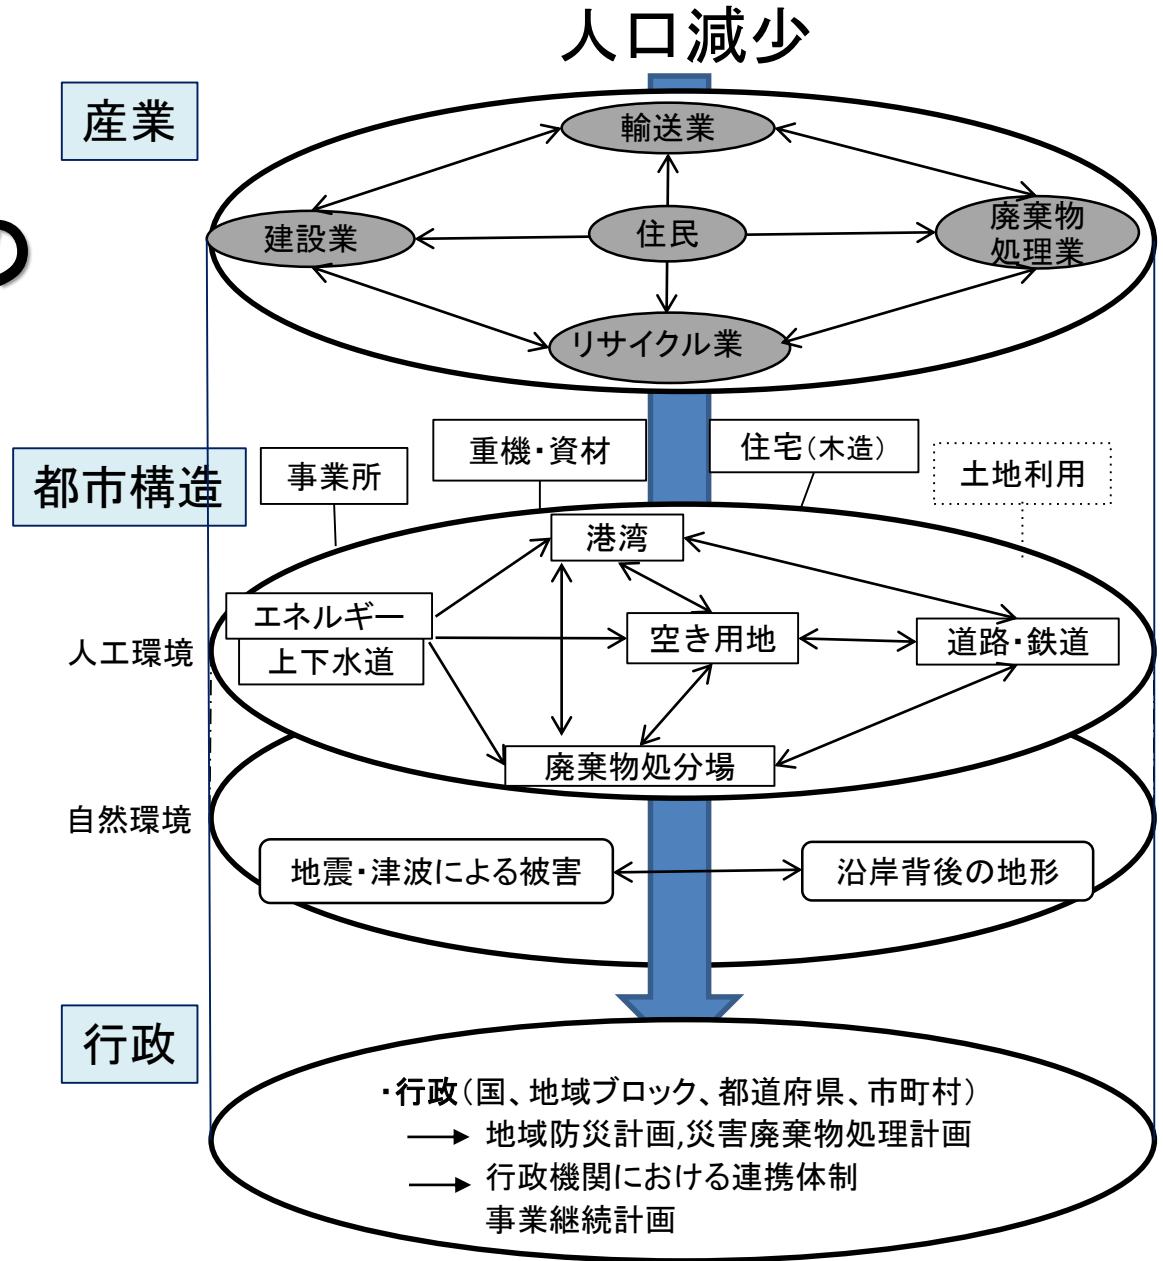 人口減少
産業
輸送業
の
建設業
住民
廃棄物
処理業
リサイクル業
都市構造
事業所
重機・資材
住宅(木造)
土地利用
港湾
エネルギー
上下水道
空き用地
道路・鉄道
人工環境
廃棄物処分場
自然環境
地震・津波による被害
沿岸背後の地形
行政
・行政(国、地域ブロック、都道府県、市町村)
地域防災計画,災害廃棄物処理計画
行政機関における連携体制
事業継続計画